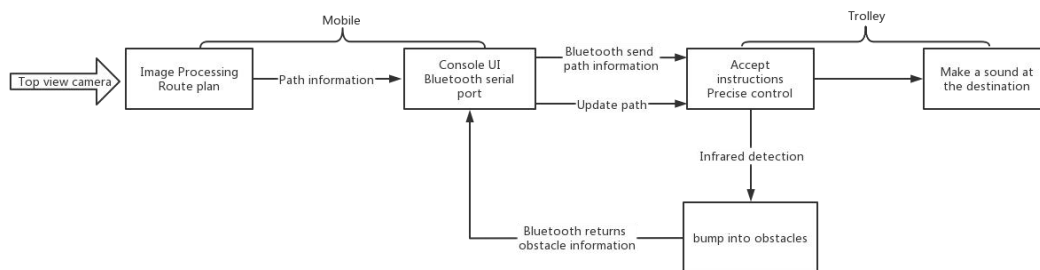 Mobile
Trolley
Top view camera
Image Processing
Route plan
Path information
Console UI
Bluetooth serial
port
Bluetooth send
path information
Update path
Accept
instructions
Precise control
Make a sound at
the destination
Infrared detection
bump into obstacles
Bluetooth returns
obstacle information